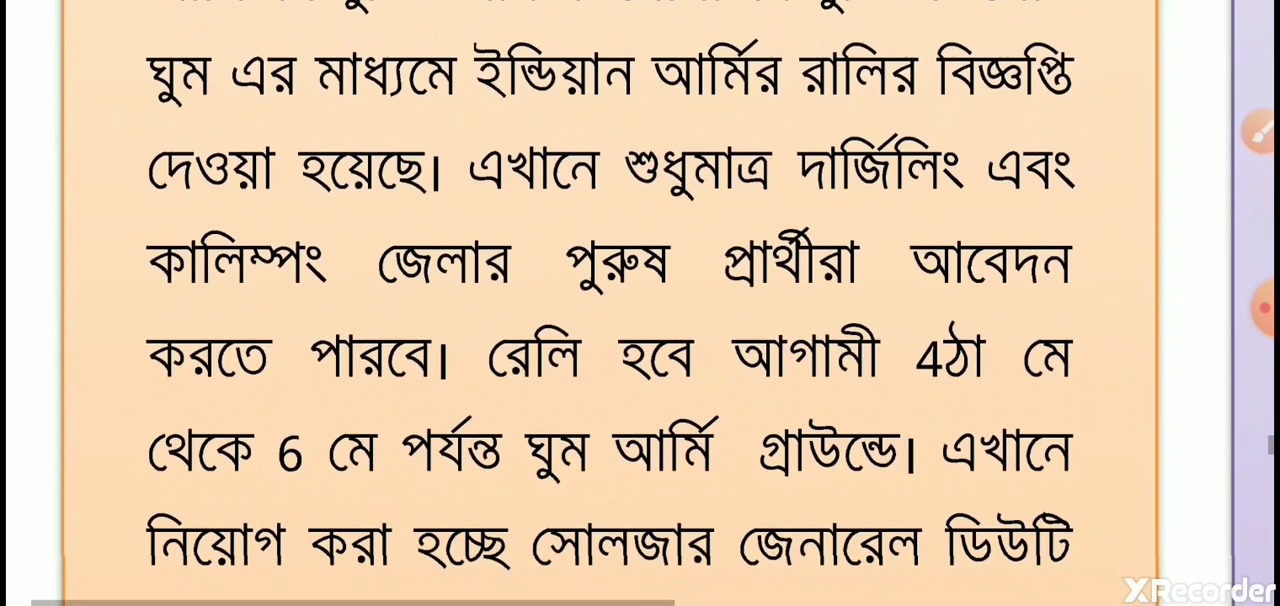 ঘুম এর মাধ্যমে ইন্ডিয়ান আর্মির রালির বিজ্ঞপ্তি
দেওয়া হয়েছে। এখানে শুধুমাত্র দার্জিলিং এবং
কালিম্পং জেলার পুরুষ প্রার্থীরা আবেদন
করতে পারবে। রেলি হবে আগামী 4ঠা মে
থেকে 6 মে পর্যন্ত ঘুম আর্মি গ্রাউন্ডে। এখানে
নিয়োগ করা হচ্ছে সোলজার জেনারেল ডিউটি
XRecorder